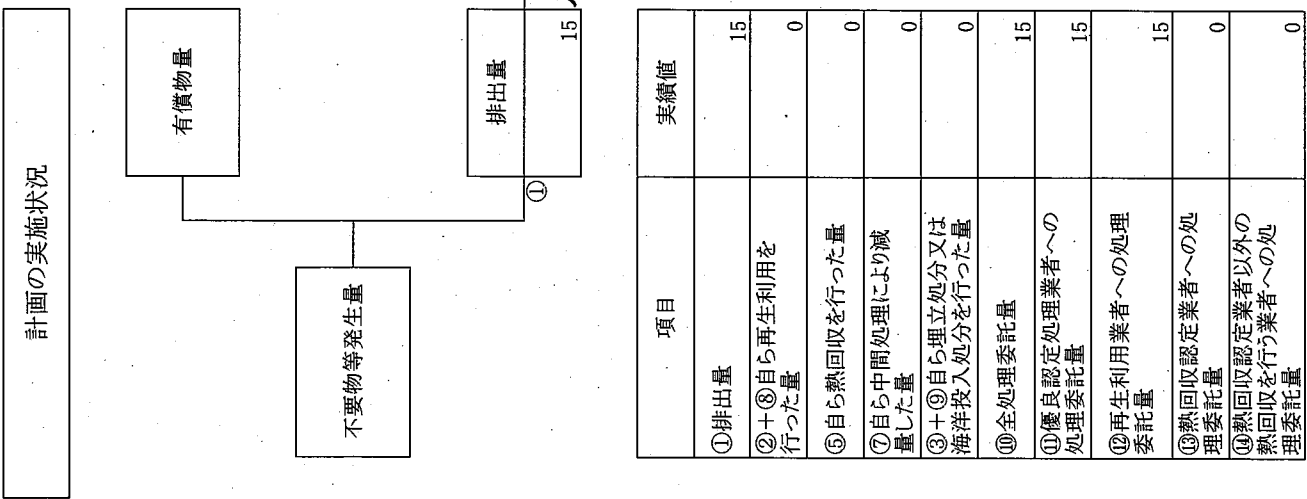 計画の実施状況
不要物等発生量
有償物量
①
排出量
15
項目
実績値
①排出量
15
②+⑧自ら再生利用を
行った量
0
⑤自ら熱回収を行った量
0
⑦自ら中間処理により減
量した量
0
③+⑨自ら埋立処分又は
海洋投入処分を行った量
0
⑩全処理委託量
15
⑪優良認定処理業者への
処理委託量
15
⑫再生利用業者への処理
委託量
15
⑬熱回収認定業者への処
理委託量
0
⑭熱回収認定業者以外の
熱回収を行う業者への処
理委託量
0